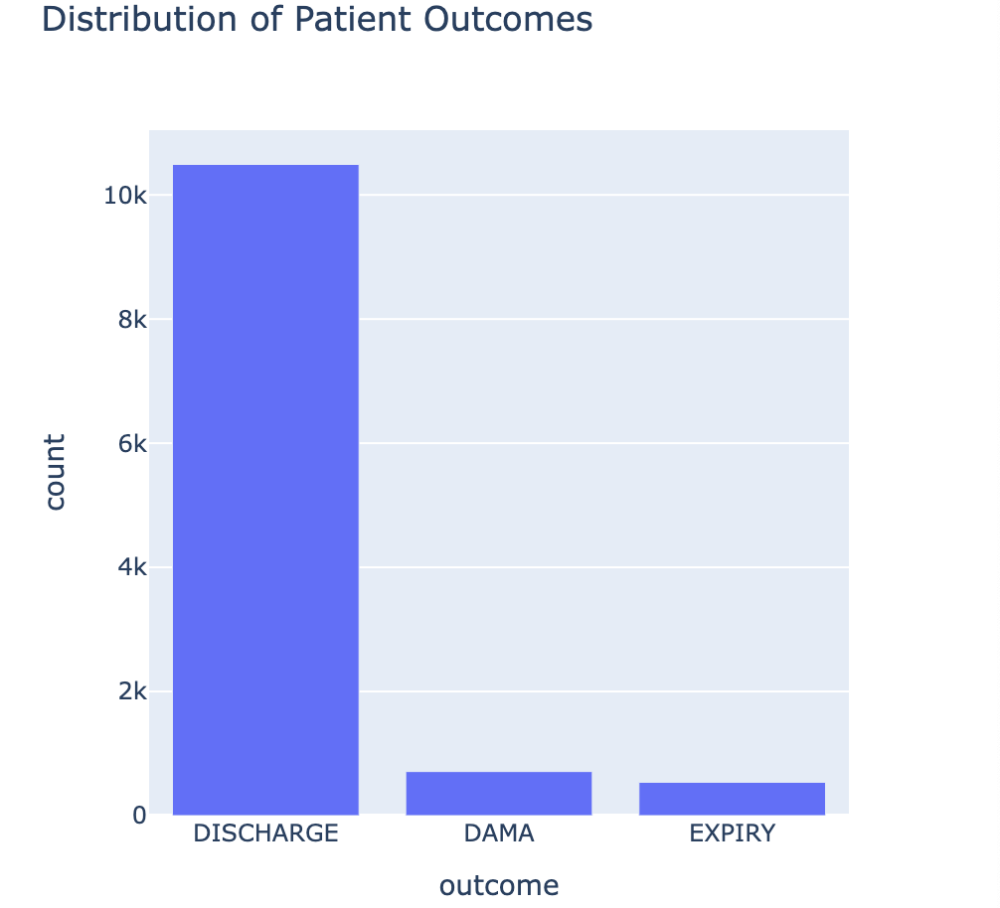 Distribution of Patient Outcomes
10k
8k
6k
4k
2k
0
count
DISCHARGE
DAMA
EXPIRY
outcome